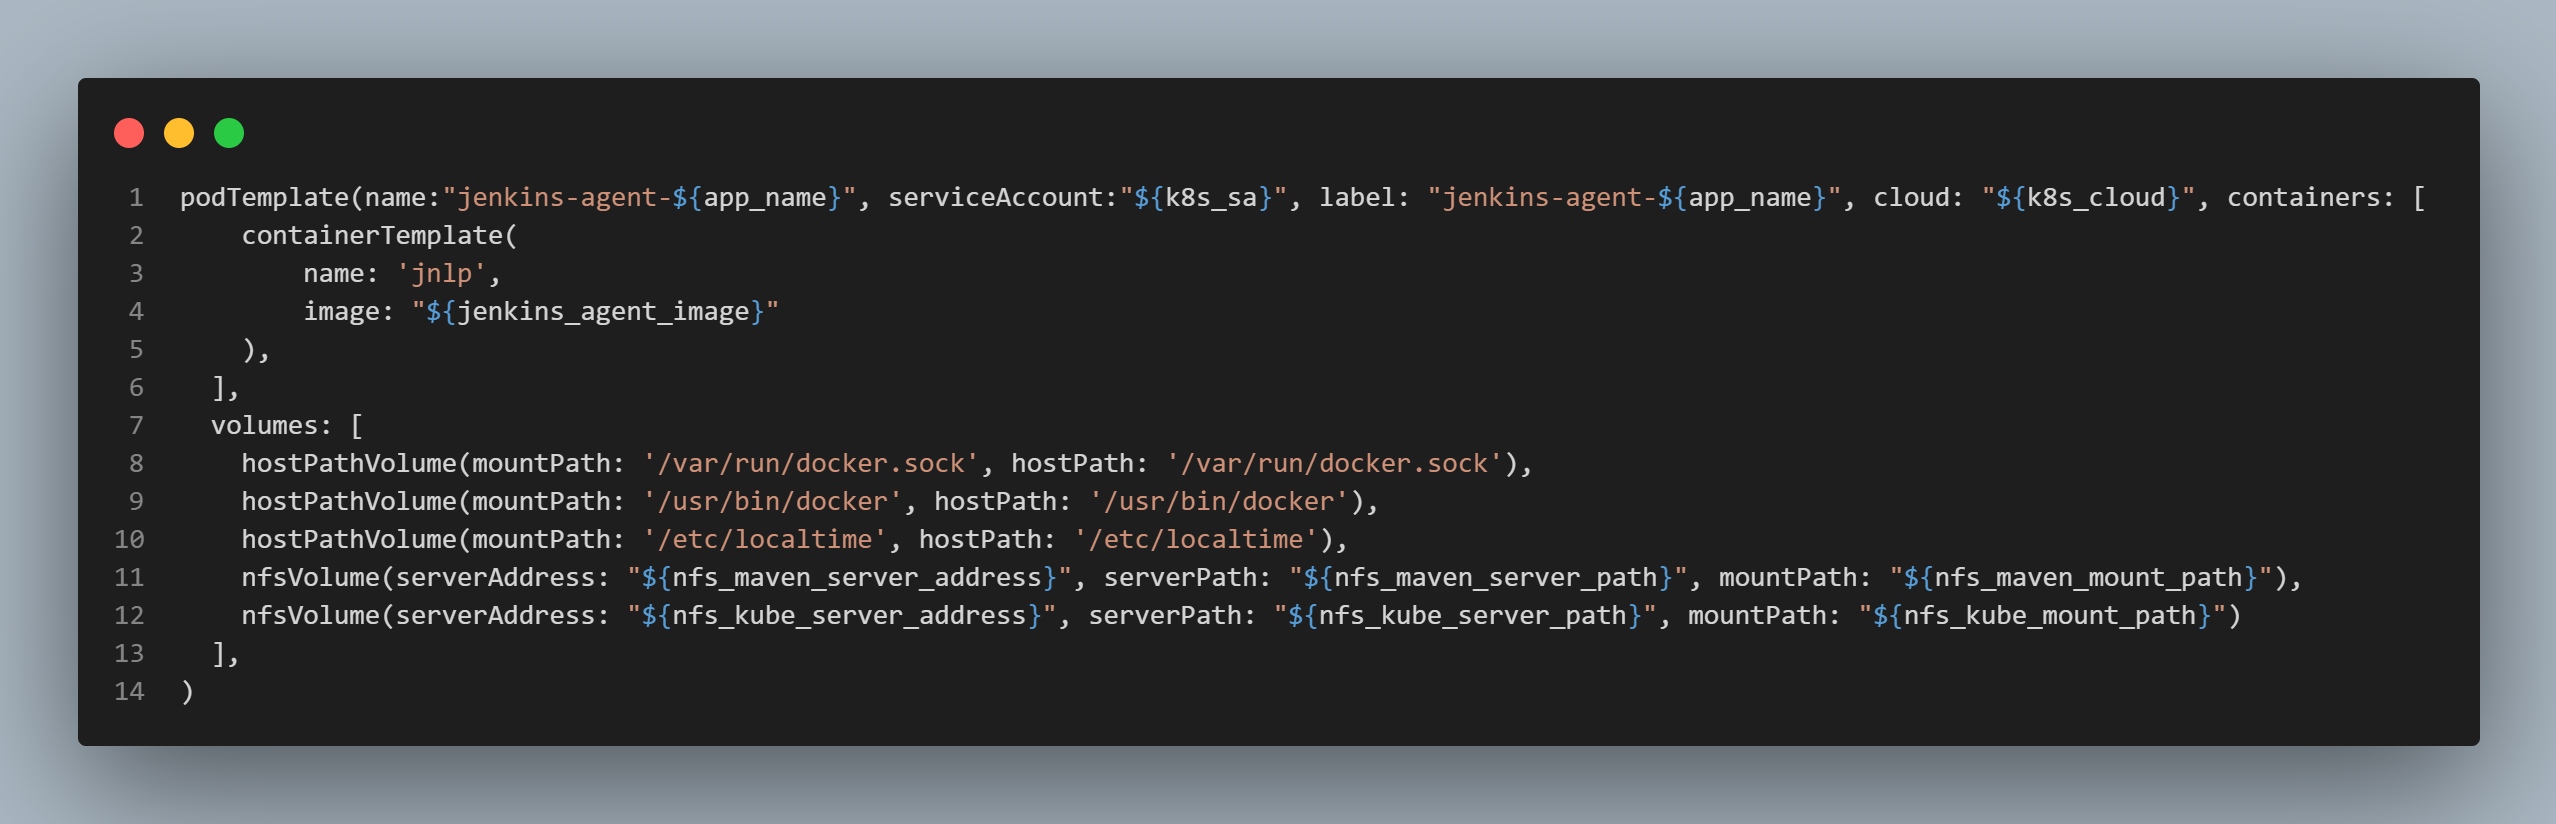 1 podTemplate(name:"jenkins-agent-${app_name}", serviceAccount:"${k8s_sa}", label: "jenkins-agent-${app_name}", cloud: "${k8s_cloud}", containers: [
2     containerTemplate(
3         name: 'jnlp',
4         image: "${jenkins_agent_image}"
5     ),
6   ],
7   volumes: [
8     hostPathVolume(mountPath: '/var/run/docker.sock', hostPath: '/var/run/docker.sock'),
9     hostPathVolume(mountPath: '/usr/bin/docker', hostPath: '/usr/bin/docker'),
10     hostPathVolume(mountPath: '/etc/localtime', hostPath: '/etc/localtime'),
11     nfsVolume(serverAddress: "${nfs_maven_server_address}", serverPath: "${nfs_maven_server_path}", mountPath: "${nfs_maven_mount_path}"),
12     nfsVolume(serverAddress: "${nfs_kube_server_address}", serverPath: "${nfs_kube_server_path}", mountPath: "${nfs_kube_mount_path}")
13   ],
14 )